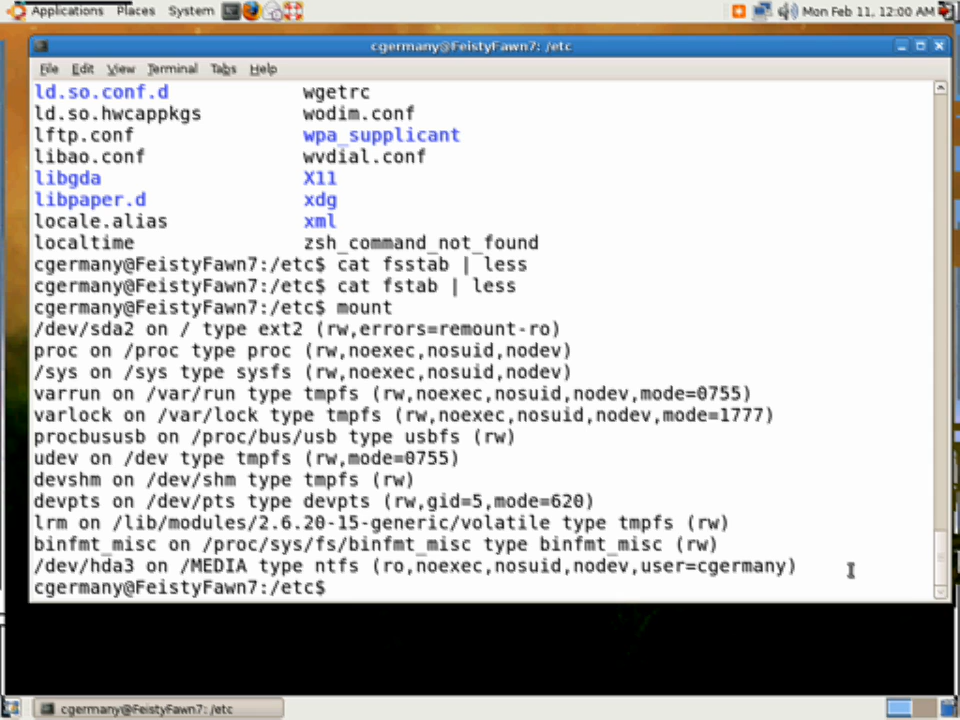 Applications Places System Mon Feb 11, 12:00 AM
cgermany@FeistyFawn7: /etc
File Edit View Terminal Tabs Help
ld.so.conf.d wgetrc
ld.so.hwcappkgs wodim.conf
lftp.conf wpa_supplicant
libao.conf wvdial.conf
libgda X11
libpaper.d xdg
locale.alias xml
localtime zsh_command_not_found
cgermany@FeistyFawn7:/etc$ cat fsstab | less
cgermany@FeistyFawn7:/etc$ cat fstab | less
cgermany@FeistyFawn7:/etc$ mount
/dev/sda2 on / type ext2 (rw,errors=remount-ro)
proc on /proc type proc (rw,noexec,nosuid,nodev)
/sys on /sys type sysfs (rw,noexec,nosuid,nodev)
varrun on /var/run type tmpfs (rw,noexec,nosuid,nodev,mode=0755)
varlock on /var/lock type tmpfs (rw,noexec,nosuid,nodev,mode=1777)
procbususb on /proc/bus/usb type usbfs (rw)
udev on /dev type tmpfs (rw,mode=0755)
devshm on /dev/shm type tmpfs (rw)
devpts on /dev/pts type devpts (rw,gid=5,mode=620)
lrm on /lib/modules/2.6.20-15-generic/volatile type tmpfs (rw)
binfmt_misc on /proc/sys/fs/binfmt_misc type binfmt_misc (rw)
/dev/hda3 on /MEDIA type ntfs (ro,noexec,nosuid,nodev,user=cgermany)
cgermany@FeistyFawn7:/etc$
cgermany@FeistyFawn7: /etc